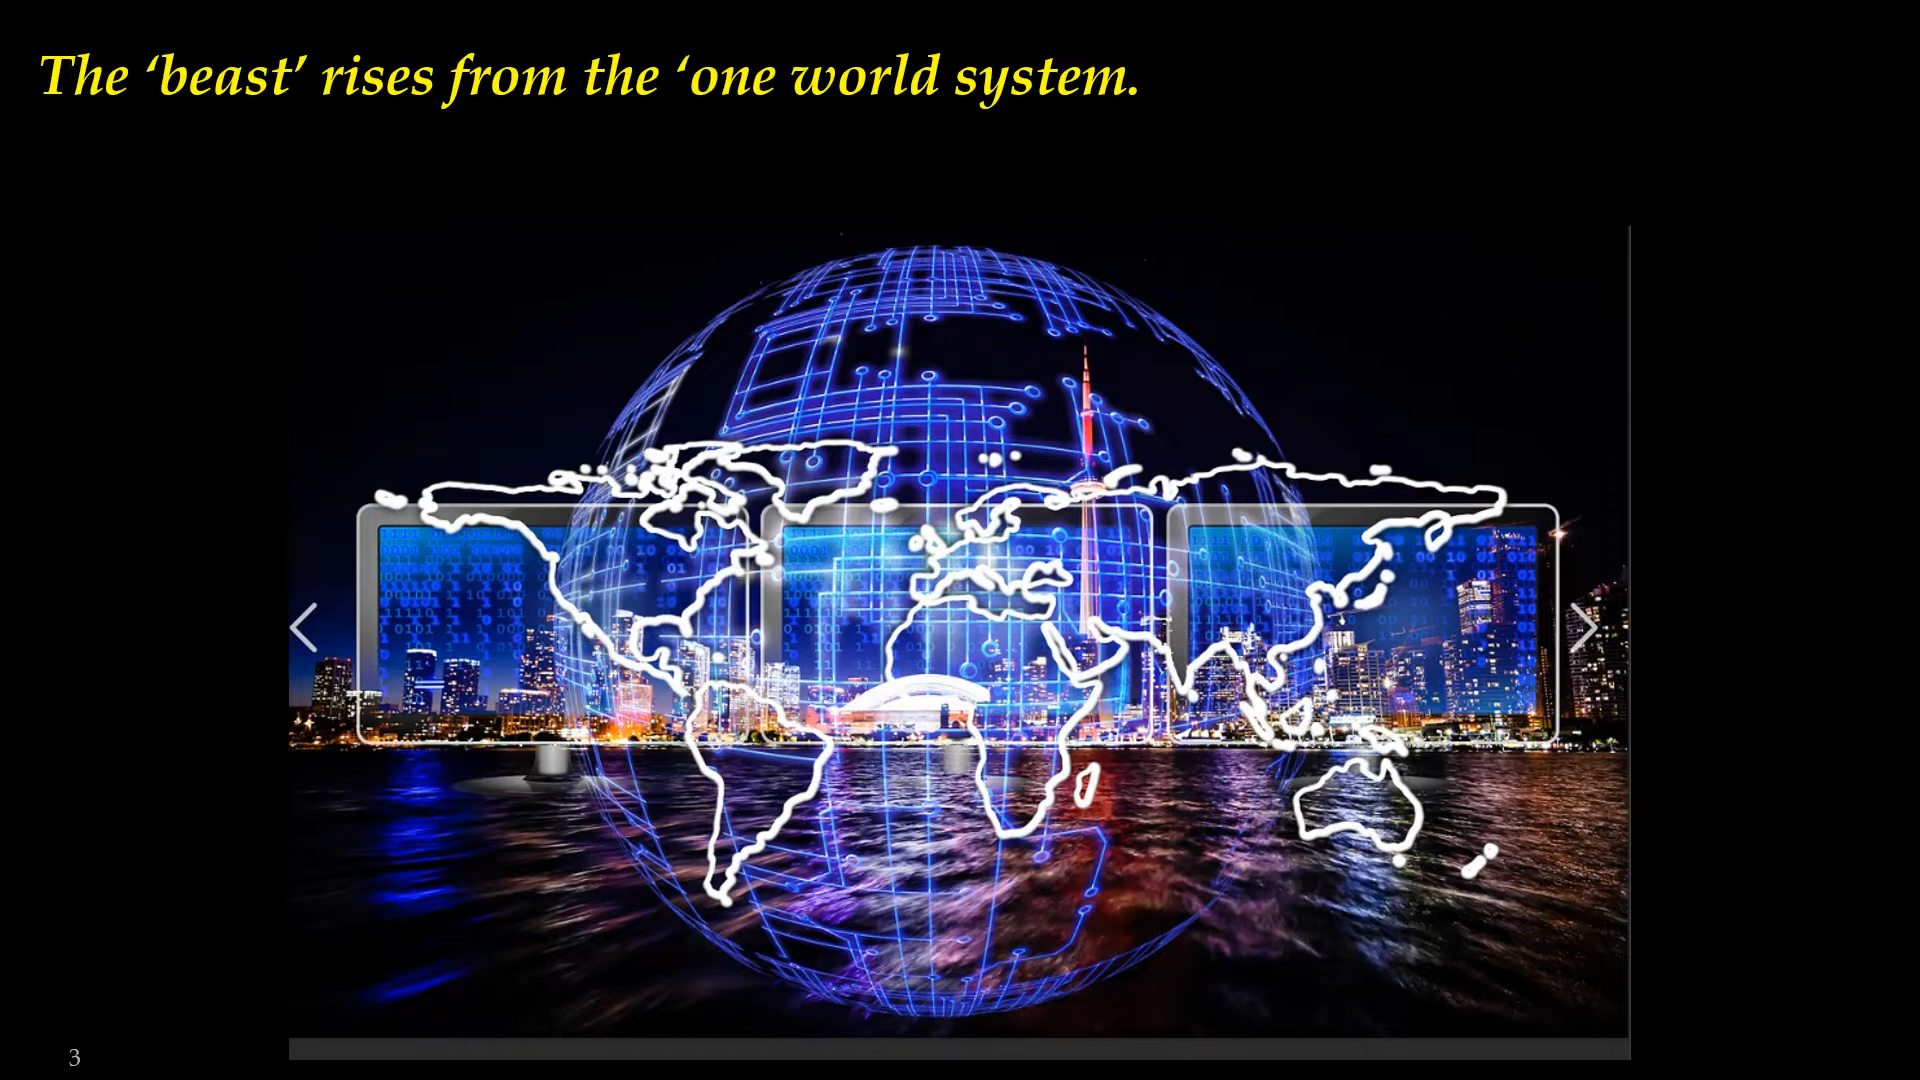 The ‘beast’ rises from the ‘one world system.
3